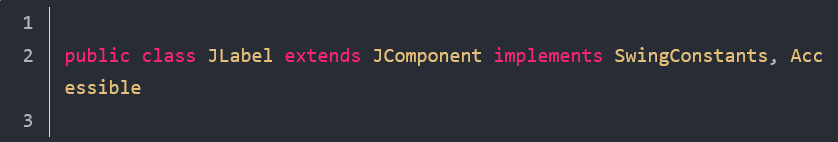 1
2 public class JLabel extends JComponent implements SwingConstants, Acc
essible
3